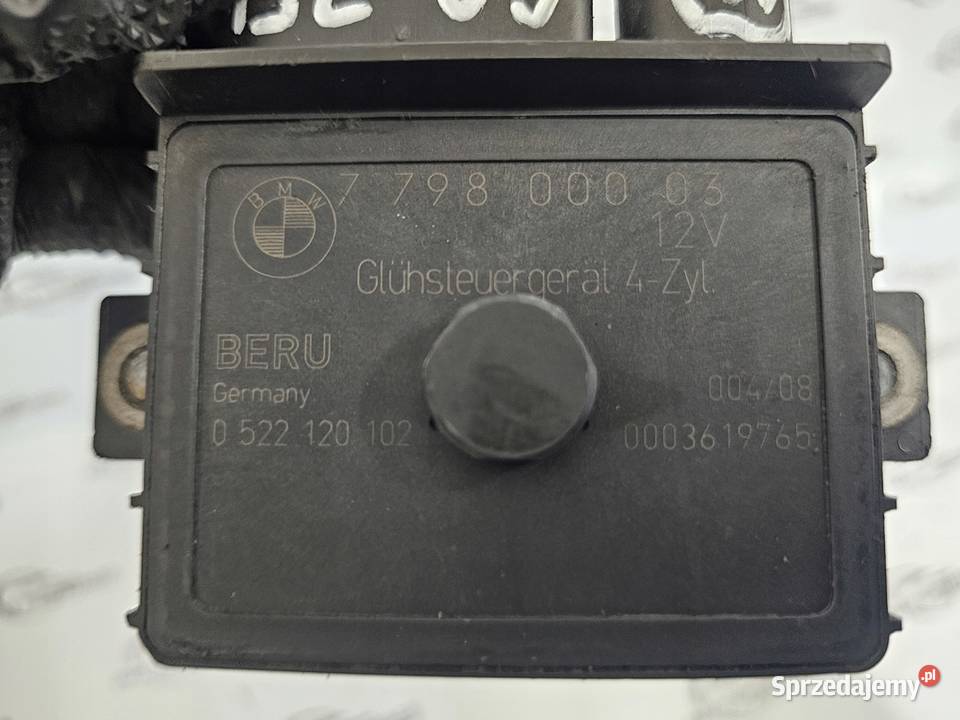 BMW
7 798 000 03
12V
Glühsteuergerät 4-Zyl.
BERU
Germany
004/08
0 522 120 102
0003619765
Sprzedajemy.pl